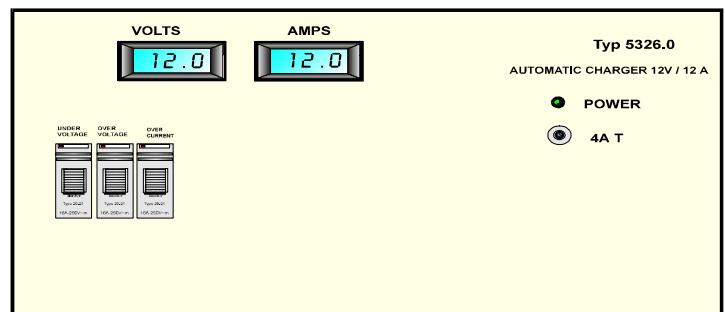 VOLTS
AMPS
12.0
12.0
Typ 5326.0
AUTOMATIC CHARGER 12V / 12 A
POWER
4A T
UNDER
VOLTAGE
OVER
VOLTAGE
OVER
CURRENT